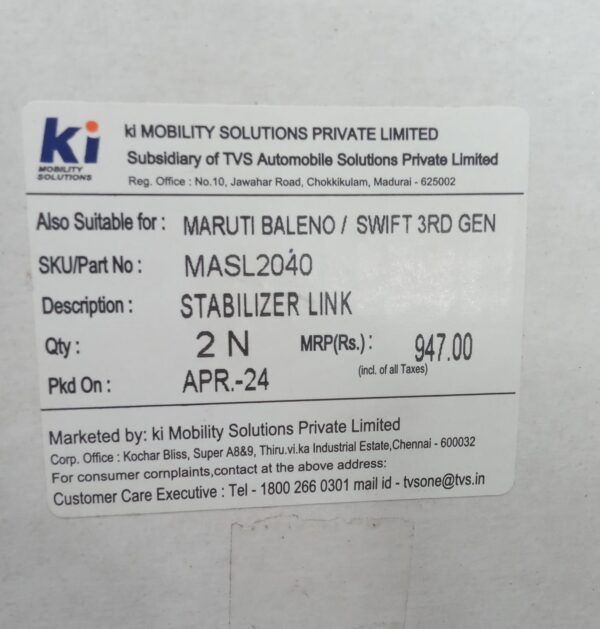 ki
MOBILITY
SOLUTIONS
ki MOBILITY SOLUTIONS PRIVATE LIMITED
Subsidiary of TVS Automobile Solutions Private Limited
Reg. Office : No.10, Jawahar Road, Chokkikulam, Madurai - 625002
Also Suitable for : MARUTI BALENO / SWIFT 3RD GEN
SKU/Part No : MASL2040
Description : STABILIZER LINK
Qty : 2 N MRP(Rs.) : 947.00
(incl. of all Taxes)
Pkd On : APR.-24
Marketed by: ki Mobility Solutions Private Limited
Corp. Office : Kochar Bliss, Super A8&9, Thiru.vi.ka Industrial Estate,Chennai - 600032
For consumer complaints,contact at the above address:
Customer Care Executive : Tel - 1800 266 0301 mail id - tvsone@tvs.in